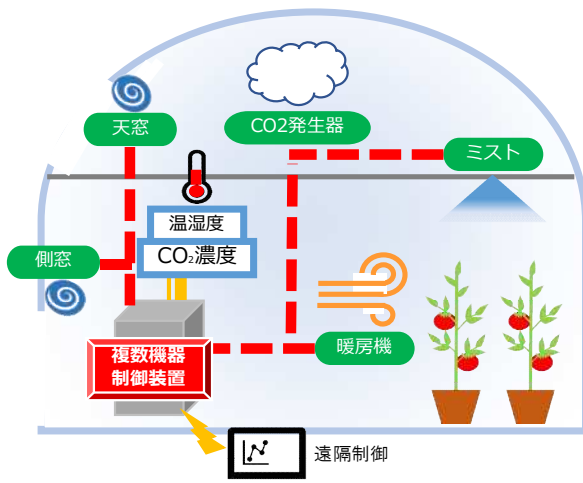 天窓
CO2発生器
ミスト
温湿度
CO₂濃度
側窓
複数機器
制御装置
暖房機
遠隔制御